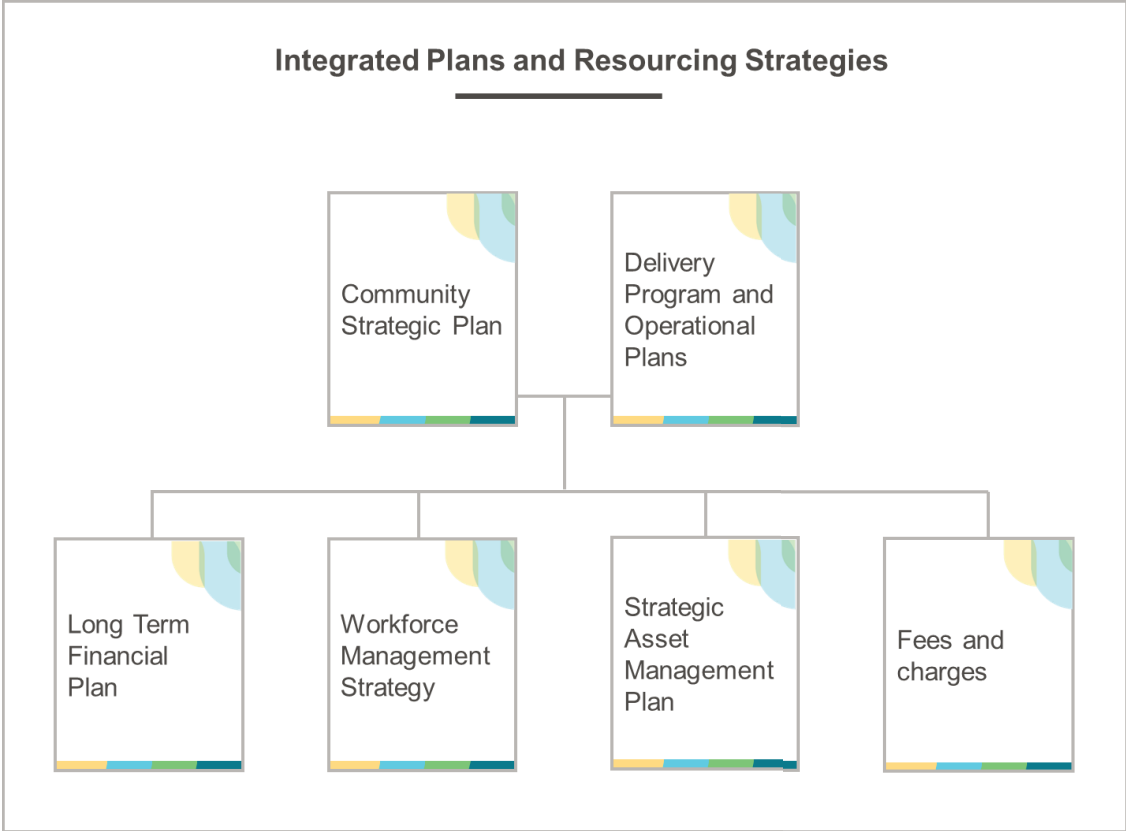 Integrated Plans and Resourcing Strategies
Community
Strategic Plan
Delivery
Program and
Operational
Plans
Long Term
Financial
Plan
Workforce
Management
Strategy
Strategic
Asset
Management
Plan
Fees and
charges